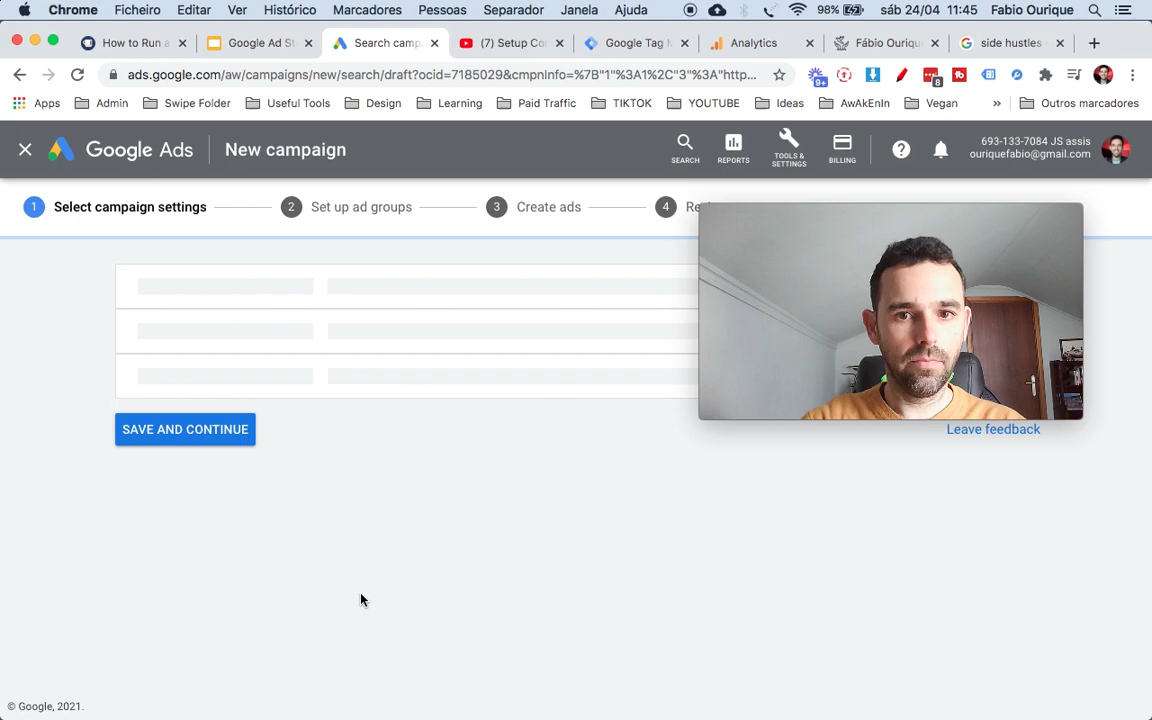 Chrome Ficheiro Editar Ver Histórico Marcadores Pessoas Separador Janela Ajuda 98% sáb 24/04 11:45 Fabio Ourique
How to Run a Google Ad St Search camp (7) Setup Co Google Tag M Analytics Fábio Ouriqu side hustles
ads.google.com/aw/campaigns/new/search/draft?ocid=7185029&cmpnInfo=%7B"1"%3A1%2C"3"%3A"http... 9+ 8
Apps Admin Swipe Folder Useful Tools Design Learning Paid Traffic TIKTOK YOUTUBE Ideas AwAkEnIn Vegan » Outros marcadores
Google Ads New campaign
SEARCH REPORTS TOOLS & SETTINGS BILLING
693-133-7084 JS assis
ouriquefabio@gmail.com
1 Select campaign settings 2 Set up ad groups 3 Create ads 4
SAVE AND CONTINUE
Leave feedback
© Google, 2021.